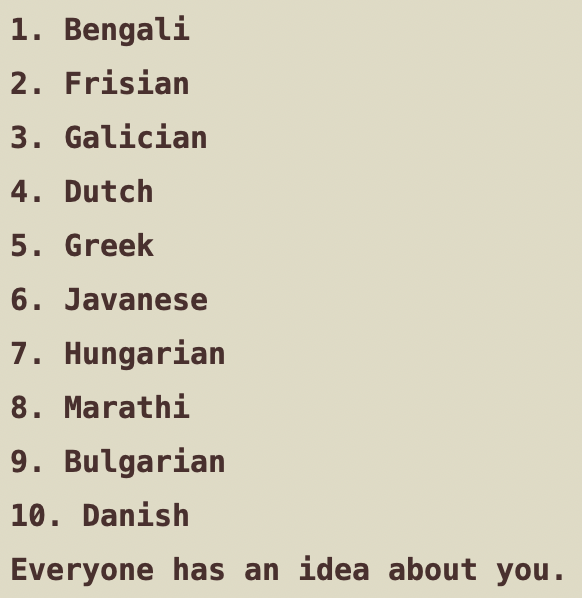 1. Bengali
2. Frisian
3. Galician
4. Dutch
5. Greek
6. Javanese
7. Hungarian
8. Marathi
9. Bulgarian
10. Danish
Everyone has an idea about you.